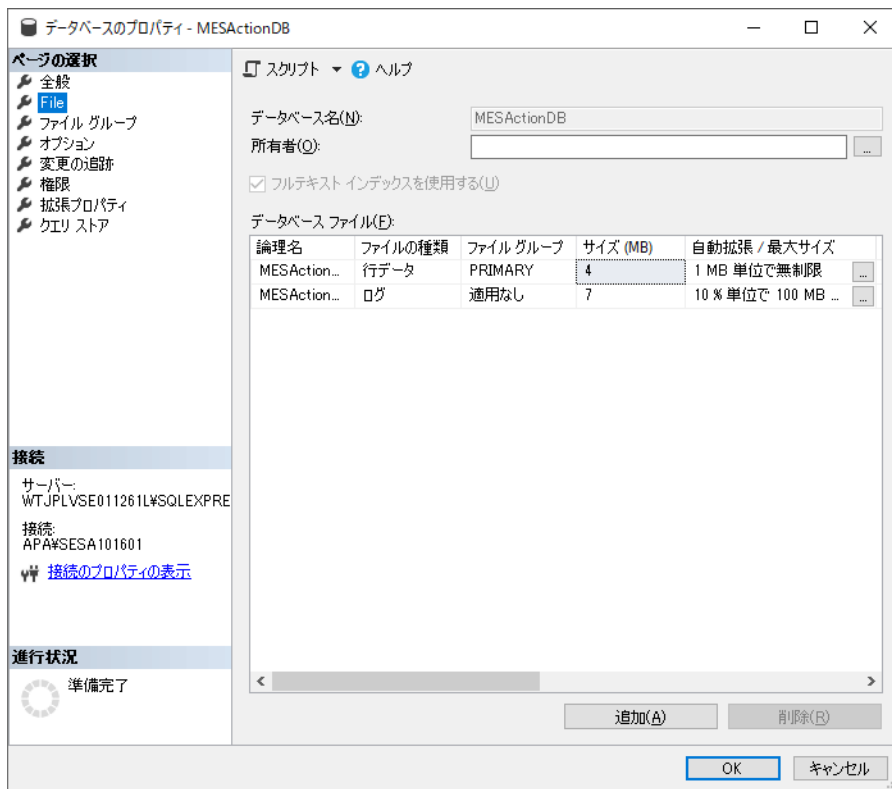 データベースのプロパティ - MESActionDB
ページの選択
全般
File
ファイル グループ
オプション
変更の追跡
権限
拡張プロパティ
クエリ ストア
スクリプト ヘルプ
データベース名(N): MESActionDB
所有者(O): ...
フルテキスト インデックスを使用する(U)
データベース ファイル(F):
論理名 ファイルの種類 ファイル グループ サイズ (MB) 自動拡張 / 最大サイズ
MESAction... 行データ PRIMARY 4 1 MB 単位で無制限 ...
MESAction... ログ 適用なし 7 10 % 単位で 100 MB ... ...
接続
サーバー:
WTJPLVSE011261L¥SQLEXPRE
接続:
APA¥SESA101601
接続のプロパティの表示
進行状況
準備完了
追加(A) 削除(R)
OK キャンセル